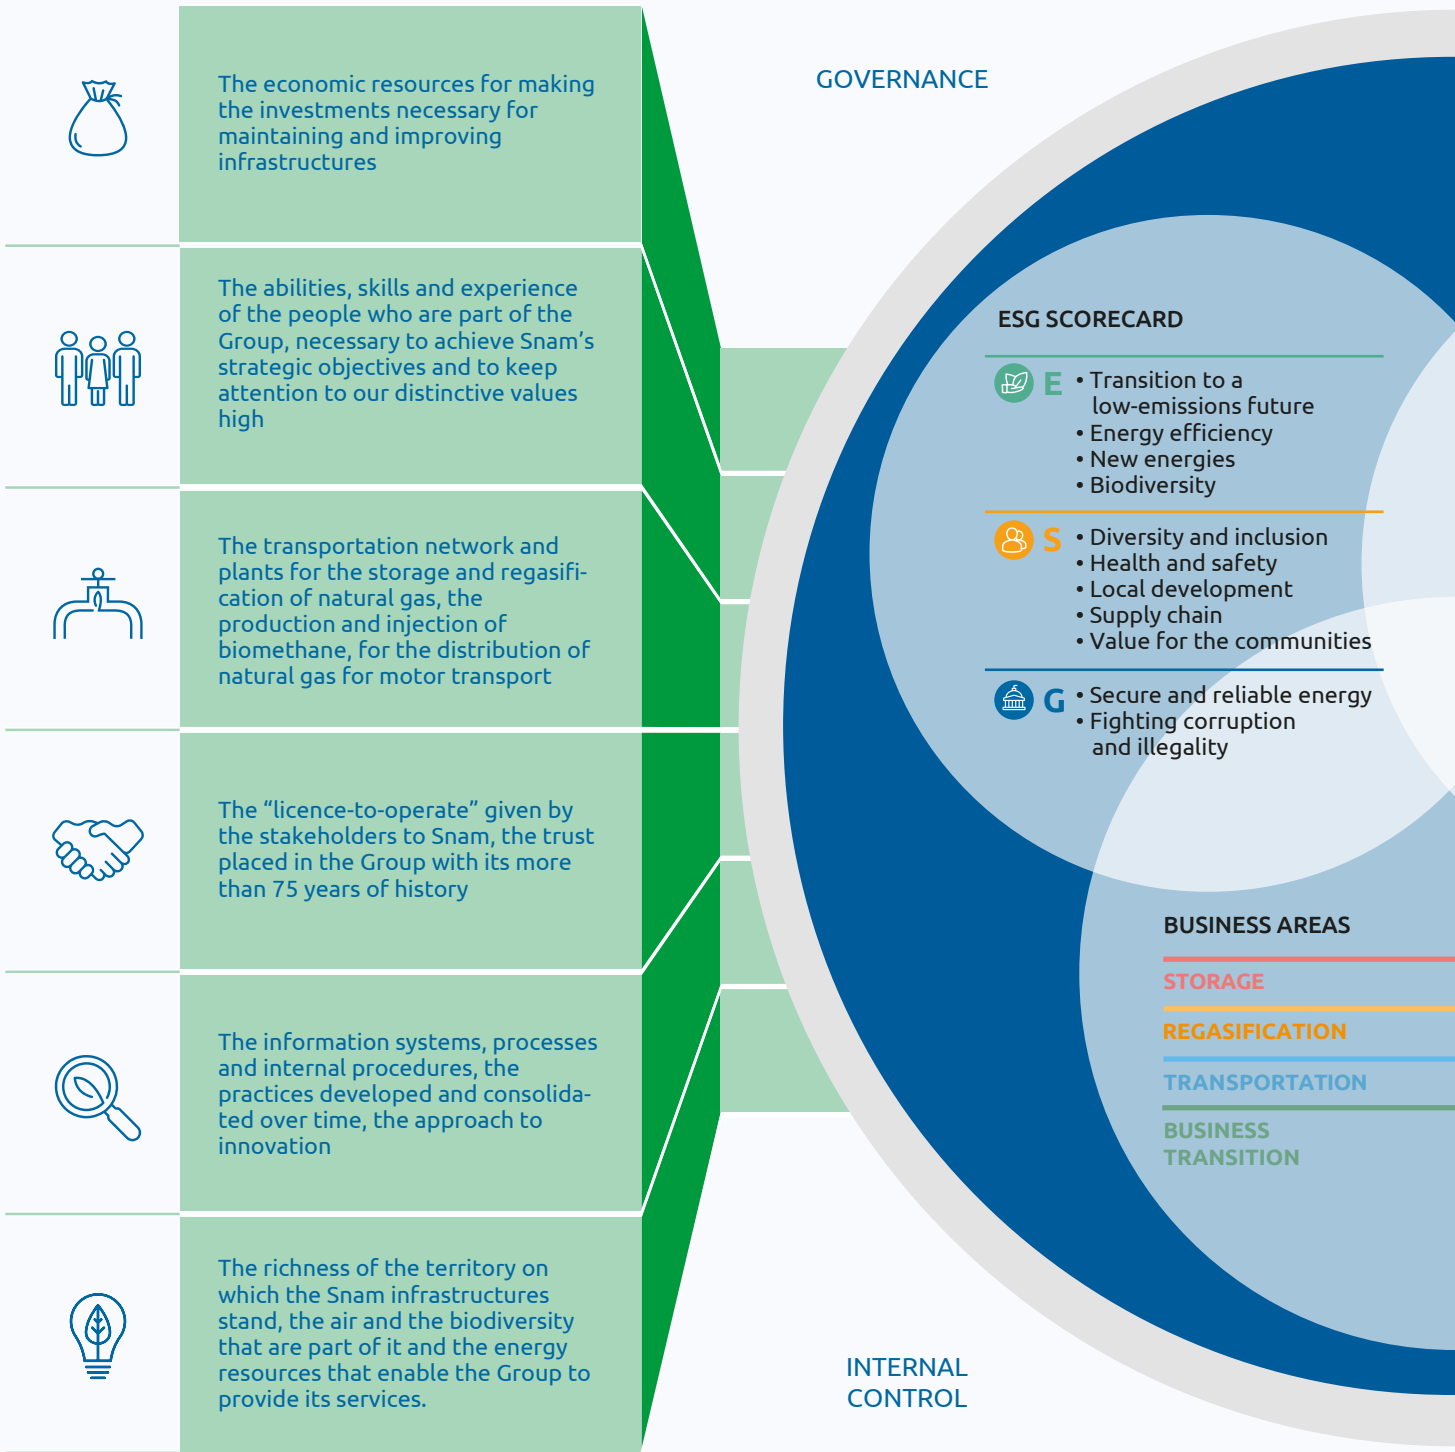 The economic resources for making
the investments necessary for
maintaining and improving
infrastructures
The abilities, skills and experience
of the people who are part of the
Group, necessary to achieve Snam's
strategic objectives and to keep
attention to our distinctive values
high
The transportation network and
plants for the storage and regasifi-
cation of natural gas, the
production and injection of
biomethane, for the distribution of
natural gas for motor transport
The “licence-to-operate” given by
the stakeholders to Snam, the trust
placed in the Group with its more
than 75 years of history
The information systems, processes
and internal procedures, the
practices developed and consolida-
ted over time, the approach to
innovation
The richness of the territory on
which the Snam infrastructures
stand, the air and the biodiversity
that are part of it and the energy
resources that enable the Group to
provide its services.
GOVERNANCE
ESG SCORECARD
E • Transition to a
low-emissions future
• Energy efficiency
• New energies
• Biodiversity
S • Diversity and inclusion
• Health and safety
• Local development
• Supply chain
• Value for the communities
G • Secure and reliable energy
• Fighting corruption
and illegality
BUSINESS AREAS
STORAGE
REGASIFICATION
TRANSPORTATION
BUSINESS
TRANSITION
INTERNAL
CONTROL